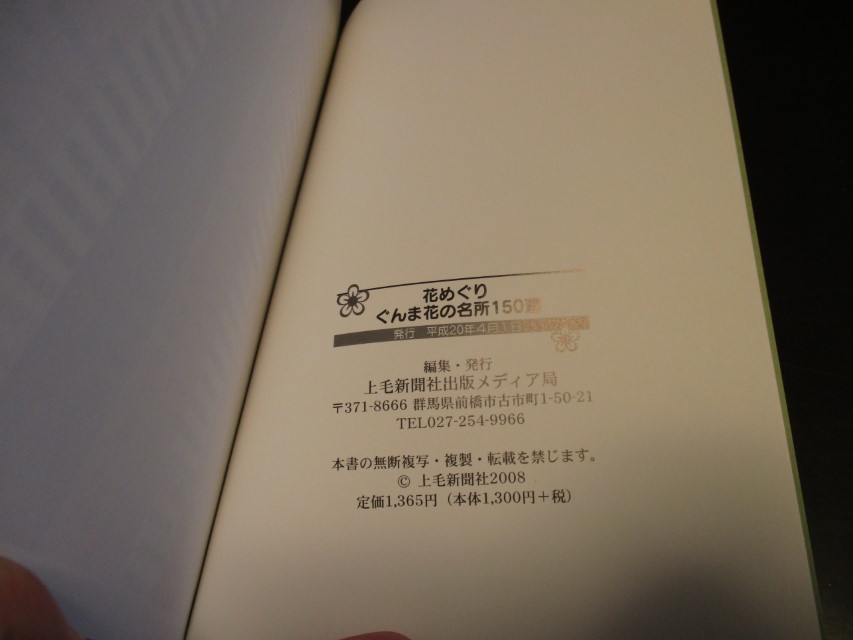 花めぐり
ぐんま花の名所150選
発行 平成20年4月1日
編集・発行
上毛新聞社出版メディア局
〒371-8666 群馬県前橋市古市町1-50-21
TEL027-254-9966
本書の無断複写・複製・転載を禁じます。
© 上毛新聞社2008
定価1,365円（本体1,300円＋税）